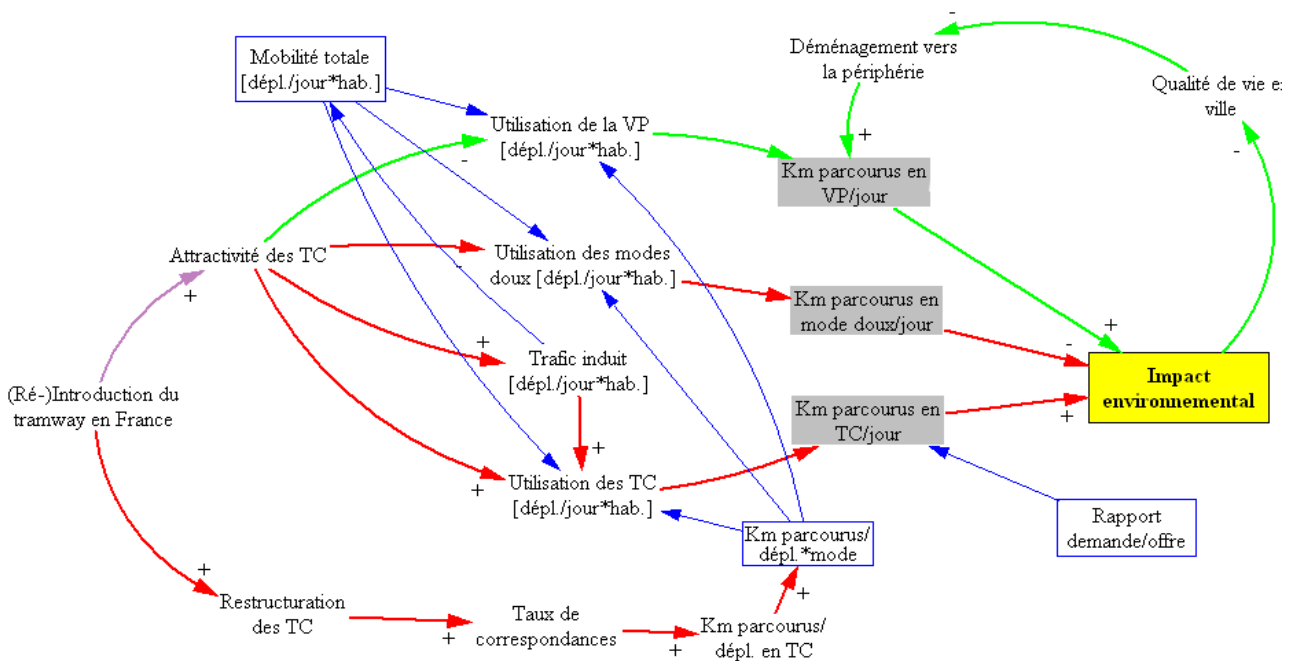 -
Mobilité totale
[dépl./jour*hab.]
Déménagement vers
la périphérie
Qualité de vie e
ville
Utilisation de la VP
[dépl./jour*hab.]
-
+
-
Km parcourus en
VP/jour
Attractivité des TC
+
Utilisation des modes
doux [dépl./jour*hab.]
-
Km parcourus en
mode doux/jour
+
-
+
Trafic induit
[dépl./jour*hab.]
Impact
environnemental
(Ré-)Introduction du
tramway en France
Km parcourus en
TC/jour
+
+
Utilisation des TC
[dépl./jour*hab.]
+
Km parcourus/
dépl.*mode
Rapport
demande/offre
+
Restructuration
des TC
+
Taux de
correspondances
+
Km parcourus/
dépl. en TC
+